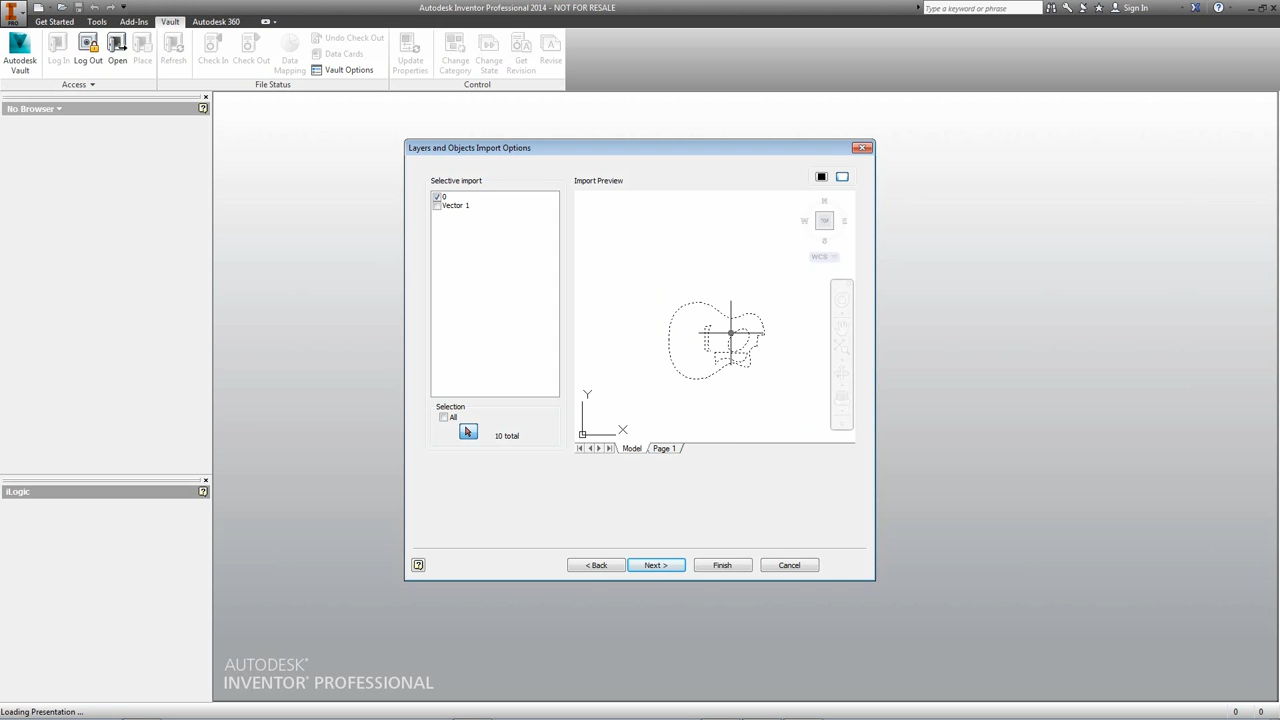 Autodesk Inventor Professional 2014 - NOT FOR RESALE
Type a keyword or phrase
Sign In
PRO
Get Started
Tools
Add-Ins
Vault
Autodesk 360
Autodesk Vault
Log In
Log Out
Open
Place
Refresh
Check In
Check Out
Data Mapping
Undo Check Out
Data Cards
Vault Options
Update Properties
Change Category
Change State
Get Revision
Revise
Access
File Status
Control
No Browser
iLogic
Layers and Objects Import Options
Selective import
0
Vector 1
Selection
All
10 total
Import Preview
W
TOP
WCS
Y
X
Model
Page 1
< Back
Next >
Finish
Cancel
AUTODESK®
INVENTOR® PROFESSIONAL
Loading Presentation ...
0
0